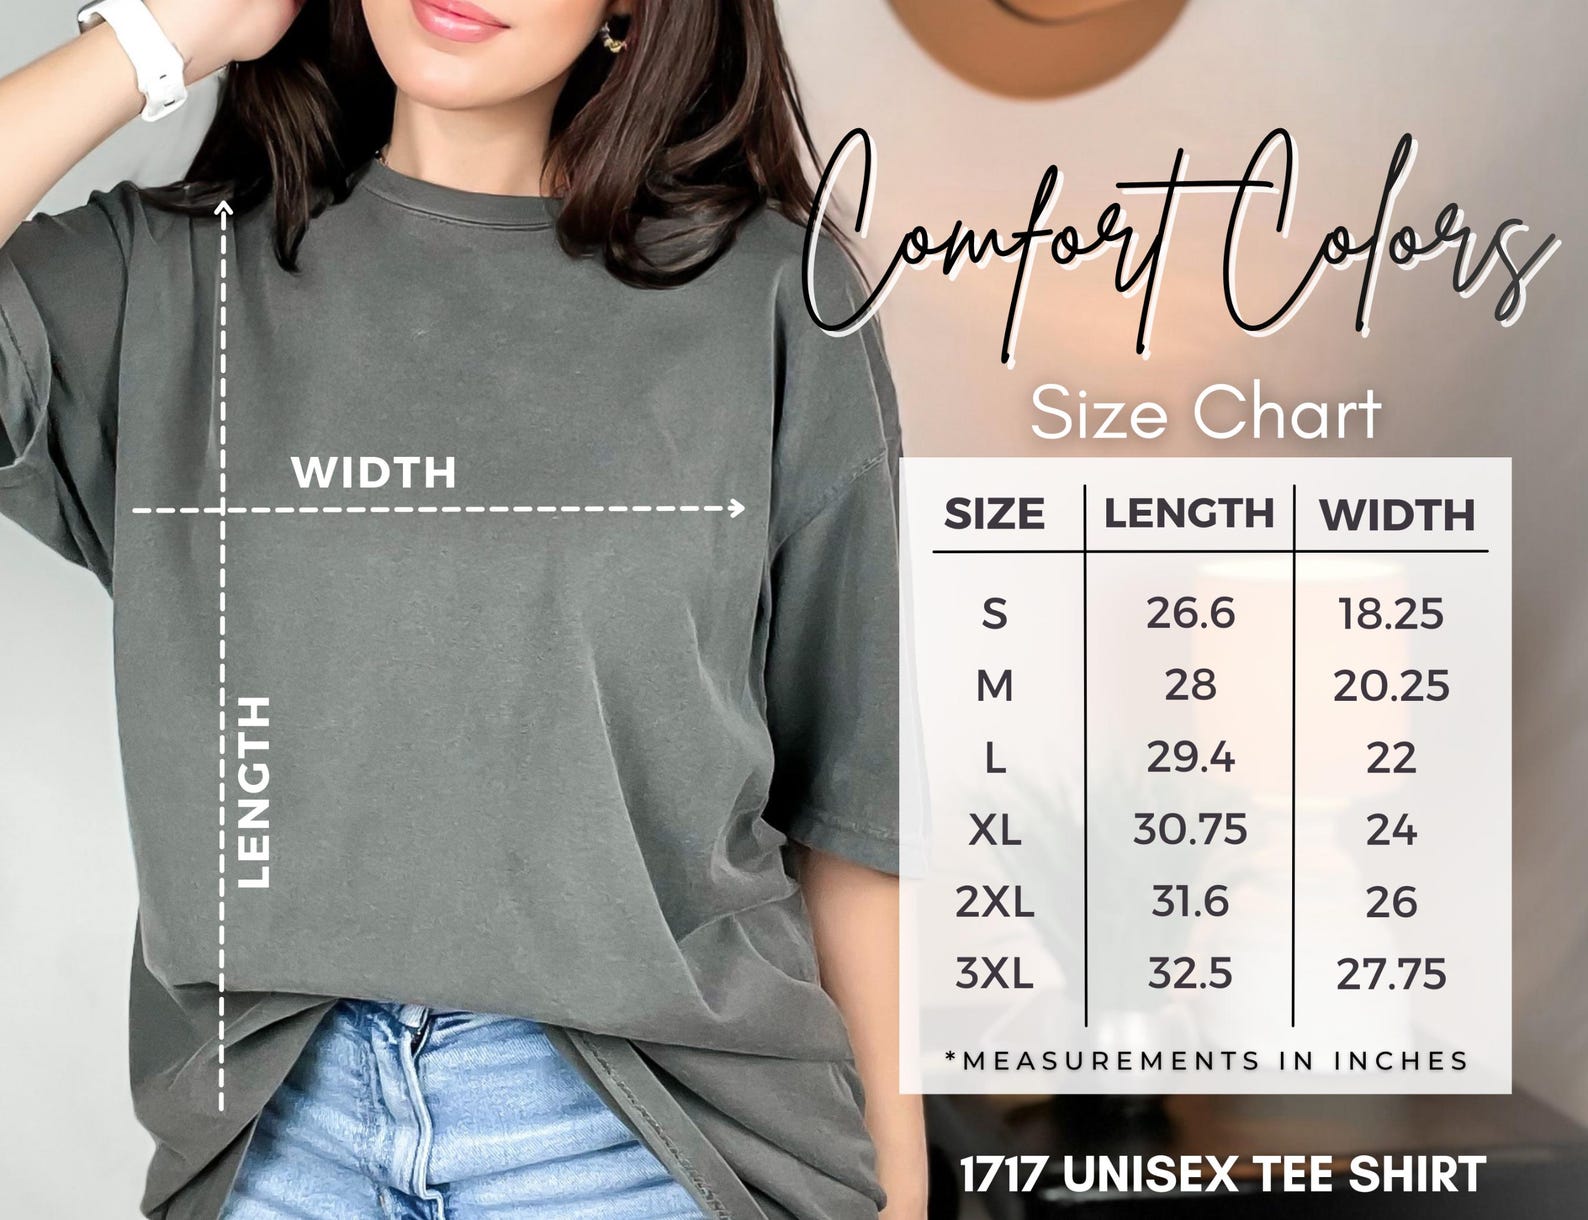 Comfort Colors
Size Chart
WIDTH
LENGTH
SIZE LENGTH WIDTH
S 26.6 18.25
M 28 20.25
L 29.4 22
XL 30.75 24
2XL 31.6 26
3XL 32.5 27.75
*MEASUREMENTS IN INCHES
1717 UNISEX TEE SHIRT